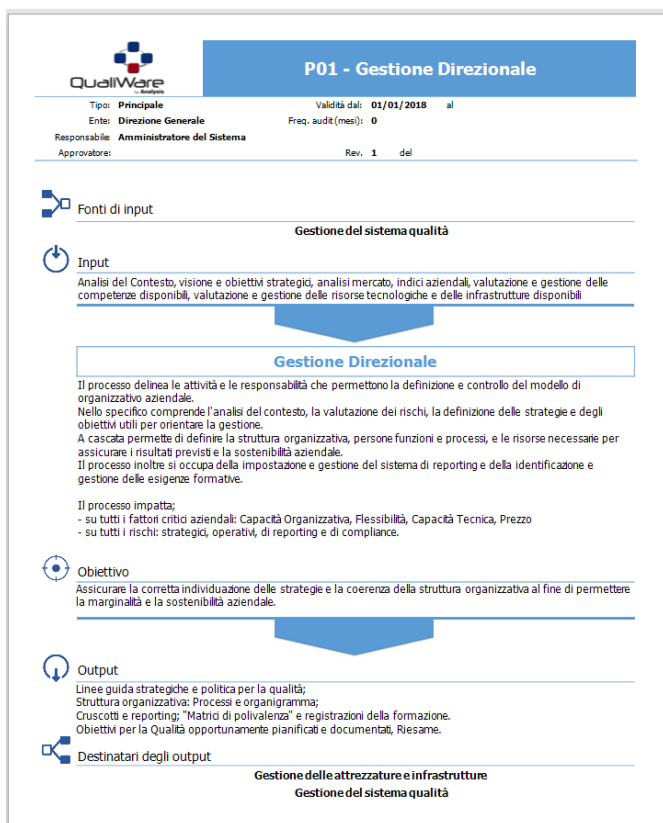 QualiWare
by Analysis
P01 - Gestione Direzionale
Tipo: Principale Validità dal: 01/01/2018 al
Ente: Direzione Generale Freq. audit (mesi): 0
Responsabile: Amministratore del Sistema
Approvatore: Rev. 1 del
Fonti di input
Gestione del sistema qualità
Input
Analisi del Contesto, visione e obiettivi strategici, analisi mercato, indici aziendali, valutazione e gestione delle
competenze disponibili, valutazione e gestione delle risorse tecnologiche e delle infrastrutture disponibili
Gestione Direzionale
Il processo delinea le attività e le responsabilità che permettono la definizione e controllo del modello di
organizzativo aziendale.
Nello specifico comprende l'analisi del contesto, la valutazione dei rischi, la definizione delle strategie e degli
obiettivi utili per orientare la gestione.
A cascata permette di definire la struttura organizzativa, persone funzioni e processi, e le risorse necessarie per
assicurare i risultati previsti e la sostenibilità aziendale.
Il processo inoltre si occupa della impostazione e gestione del sistema di reporting e della identificazione e
gestione delle esigenze formative.
Il processo impatta;
- su tutti i fattori critici aziendali: Capacità Organizzativa, Flessibilità, Capacità Tecnica, Prezzo
- su tutti i rischi: strategici, operativi, di reporting e di compliance.
Obiettivo
Assicurare la corretta individuazione delle strategie e la coerenza della struttura organizzativa al fine di permettere
la marginalità e la sostenibilità aziendale.
Output
Linee guida strategiche e politica per la qualità;
Struttura organizzativa: Processi e organigramma;
Cruscotti e reporting; "Matrici di polivalenza" e registrazioni della formazione.
Obiettivi per la Qualità opportunamente pianificati e documentati, Riesame.
Destinatari degli output
Gestione delle attrezzature e infrastrutture
Gestione del sistema qualità